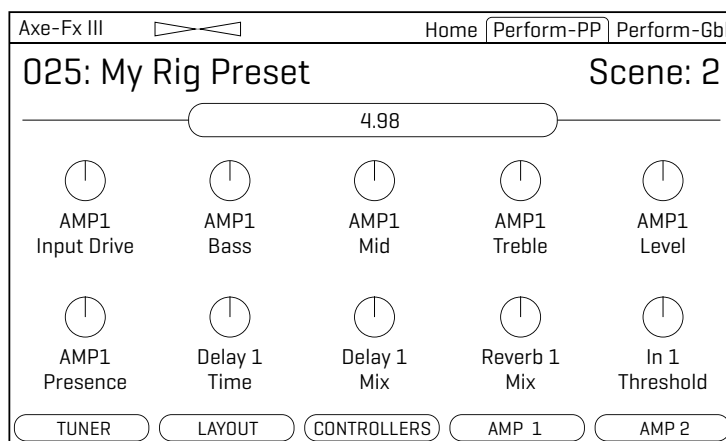 Axe-Fx III Home Perform-PP Perform-Gbl
025: My Rig Preset Scene: 2
4.98
AMP1 AMP1 AMP1 AMP1 AMP1
Input Drive Bass Mid Treble Level
AMP1 Delay 1 Delay 1 Reverb 1 In 1
Presence Time Mix Mix Threshold
TUNER LAYOUT CONTROLLERS AMP 1 AMP 2